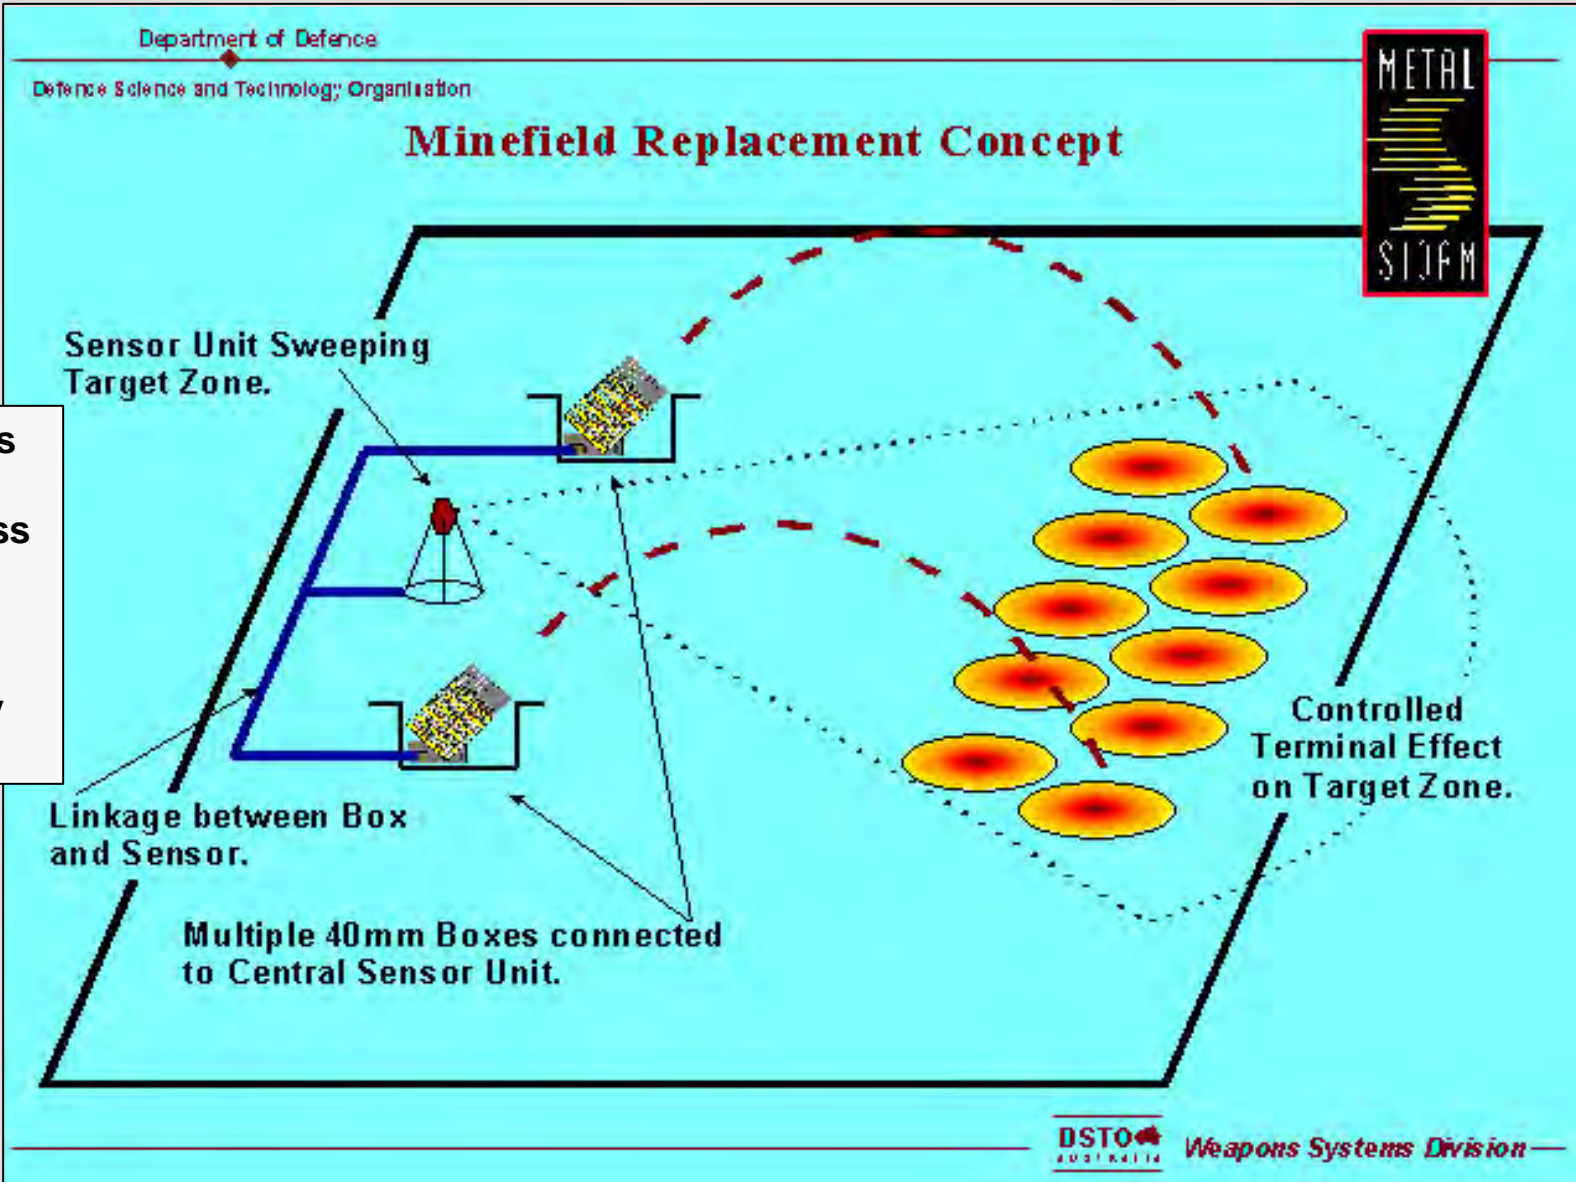 Department of Defence
Defence Science and Technology Organisation
METAL
STORM
Minefield Replacement Concept
Sensor Unit Sweeping
Target Zone.
s
ss
y
Controlled
Terminal Effect
on Target Zone.
Linkage between Box
and Sensor.
Multiple 40mm Boxes connected
to Central Sensor Unit.
DSTO
AUSTRALIA
Weapons Systems Division